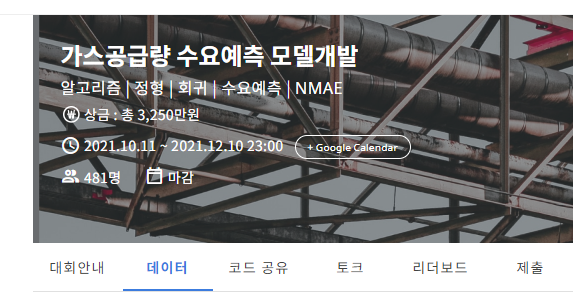 가스공급량 수요예측 모델개발
알고리즘 | 정형 | 회귀 | 수요예측 | NMAE
₩ 상금 : 총 3,250만원
2021.10.11 ~ 2021.12.10 23:00 + Google Calendar
481명 마감
대회안내 데이터 코드 공유 토크 리더보드 제출